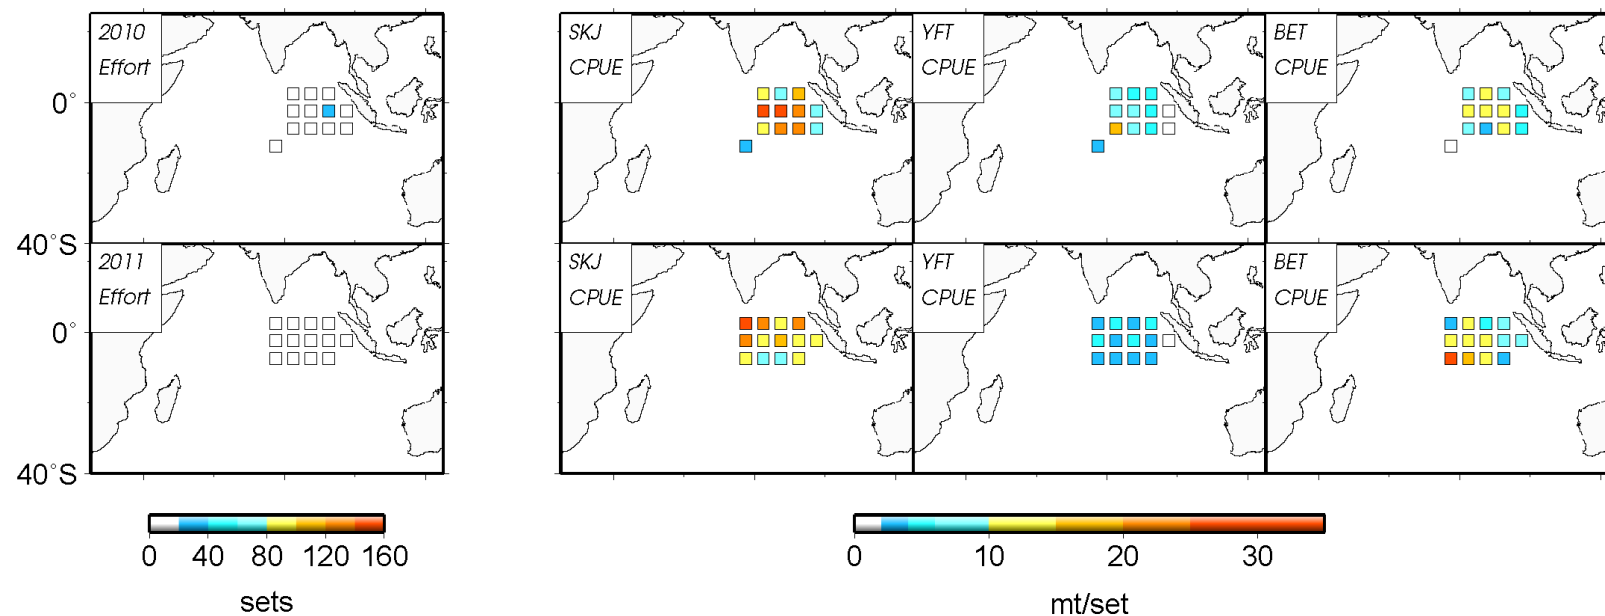 2010
Effort
SKJ
CPUE
YFT
CPUE
BET
CPUE
0°
40°S
2011
Effort
SKJ
CPUE
YFT
CPUE
BET
CPUE
0°
40°S
0 40 80 120 160
sets
0 10 20 30
mt/set